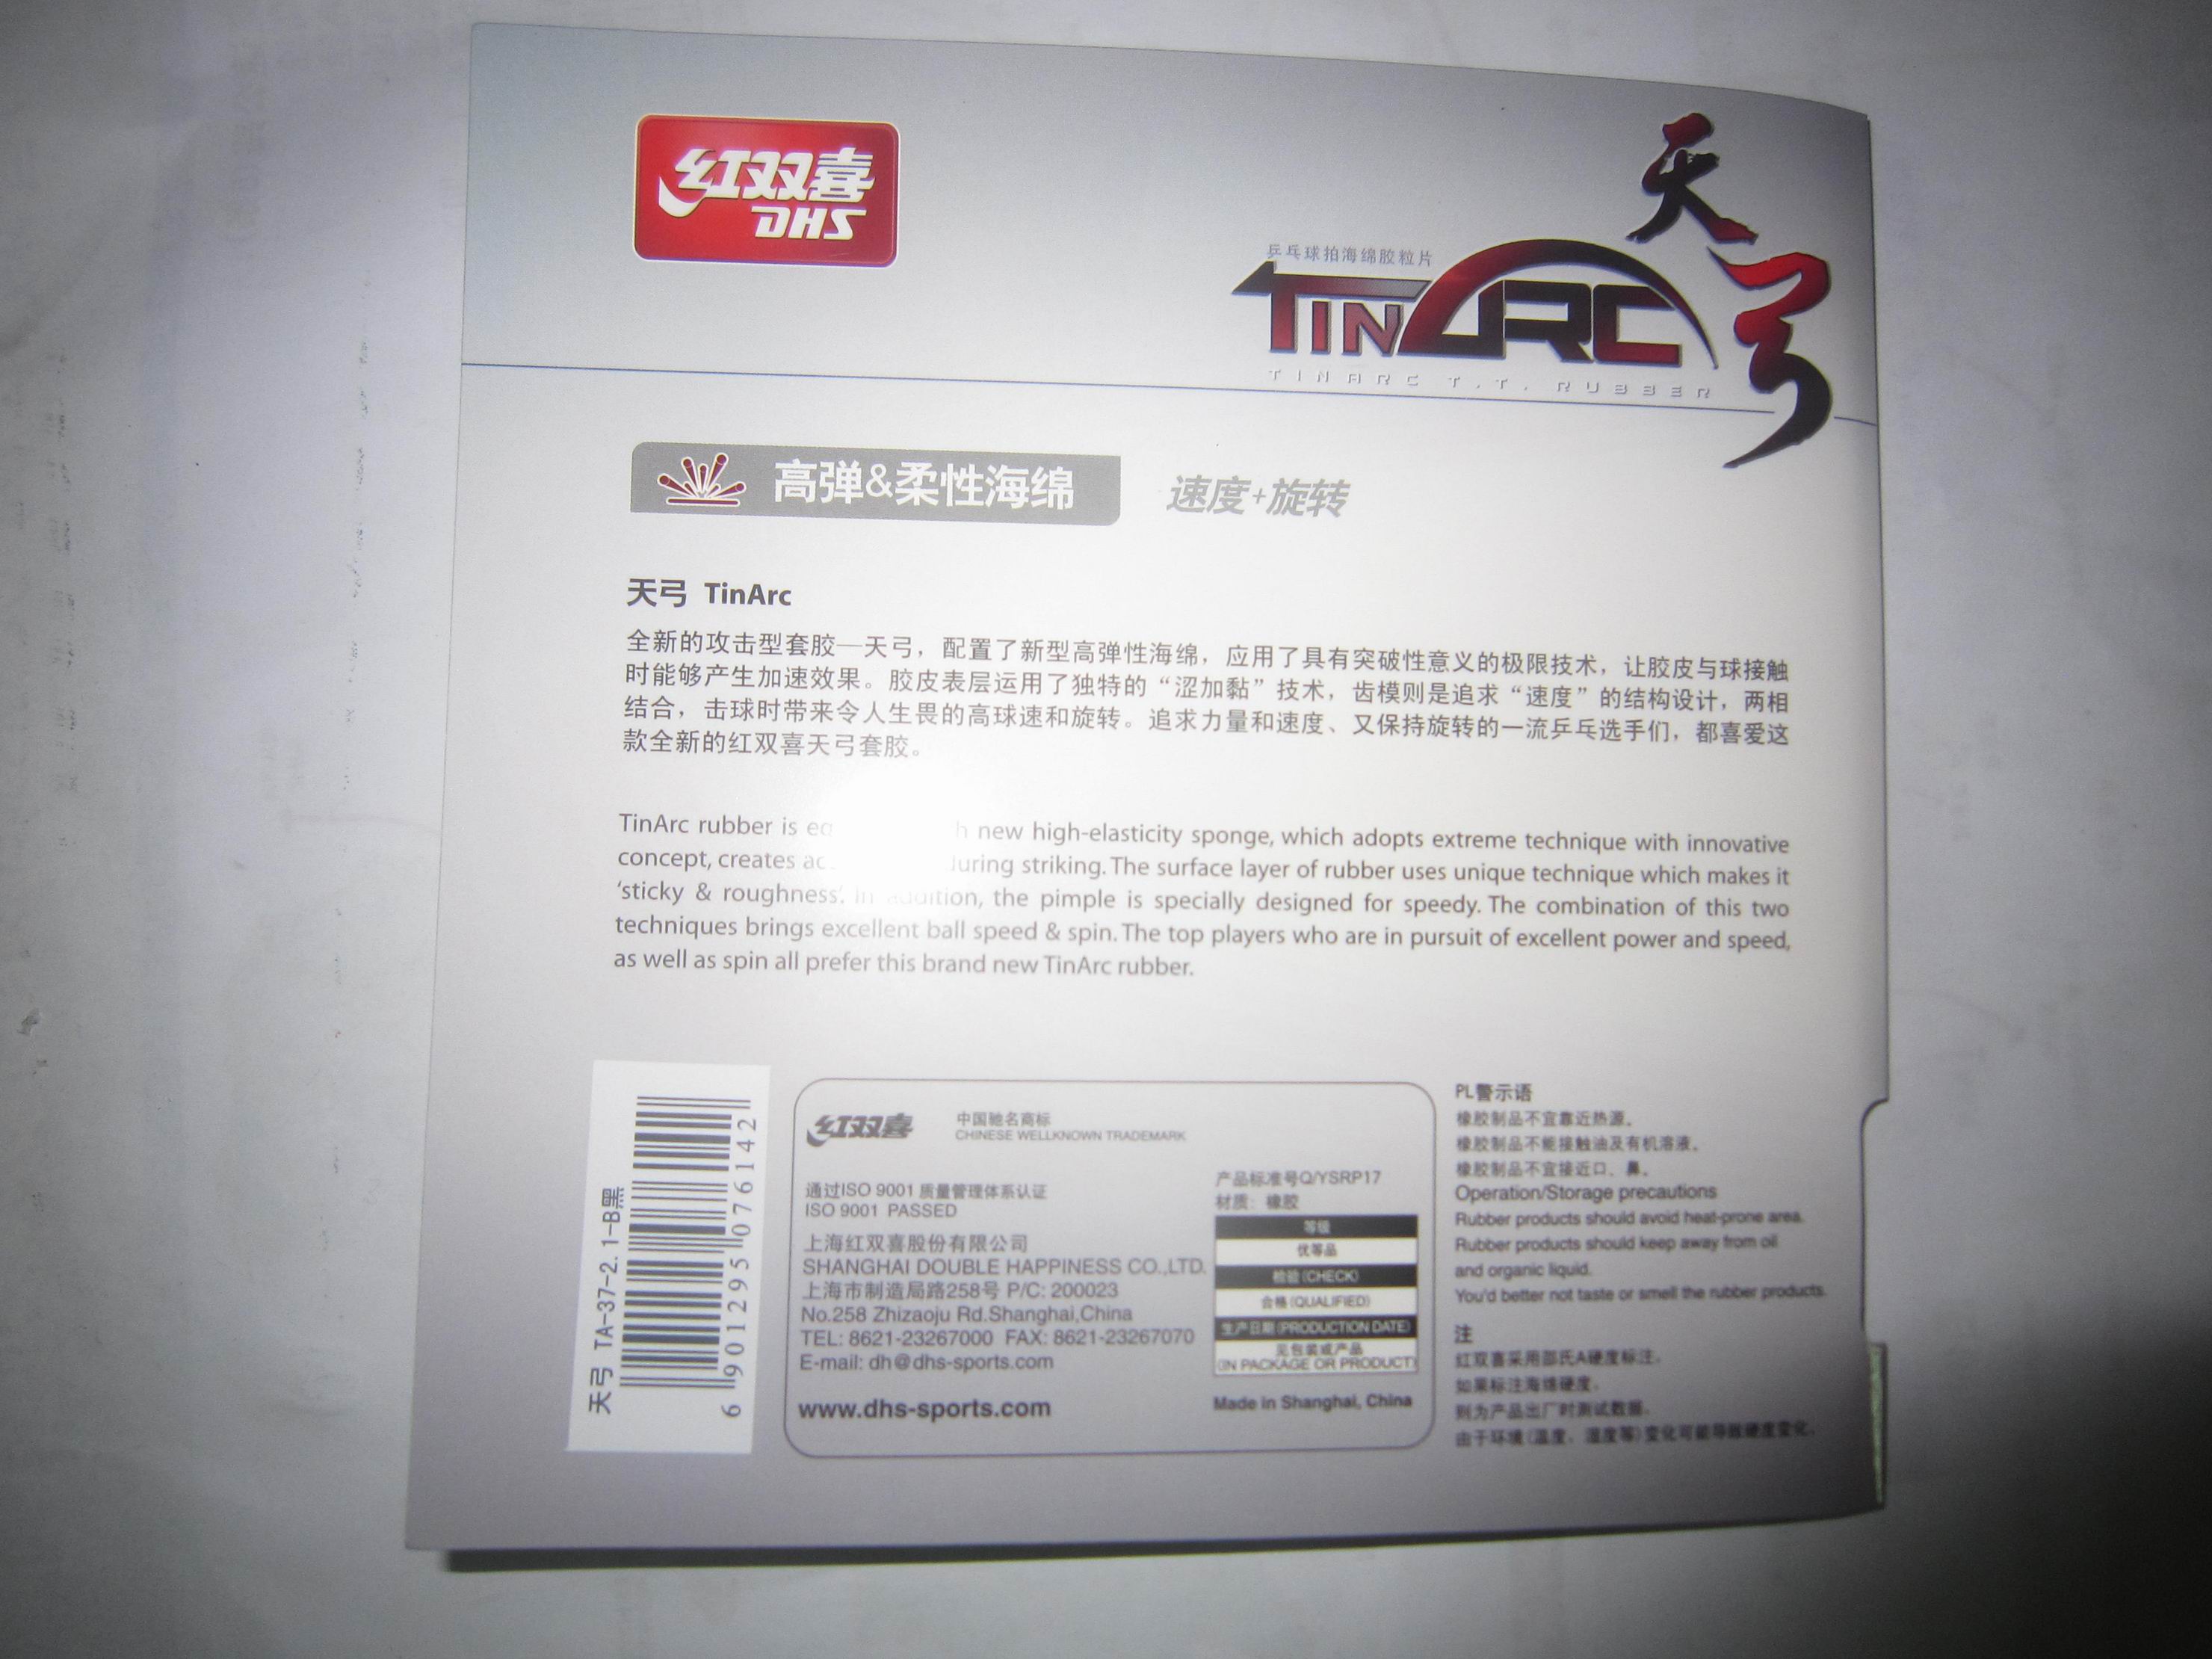 红双喜
DHS
天弓
乒乓球拍海绵胶粒片
TINARC
TINARC T.T. RUBBER
高弹&柔性海绵
速度+旋转
天弓 TinArc
全新的攻击型套胶—天弓，配置了新型高弹性海绵，应用了具有突破性意义的极限技术，让胶皮与球接触
时能够产生加速效果。胶皮表层运用了独特的“涩加黏”技术，齿模则是追求“速度”的结构设计，两相
结合，击球时带来令人生畏的高球速和旋转。追求力量和速度、又保持旋转的一流乒乓选手们，都喜爱这
款全新的红双喜天弓套胶。
TinArc rubber is new high-elasticity sponge, which adopts extreme technique with innovative
concept, creates during striking. The surface layer of rubber uses unique technique which makes it
‘sticky & roughness’. In addition, the pimple is specially designed for speedy. The combination of this two
techniques brings excellent ball speed & spin. The top players who are in pursuit of excellent power and speed,
as well as spin all prefer this brand new TinArc rubber.
天弓 TA-37-2.1-B黑
6901295076142
红双喜
中国驰名商标
CHINESE WELLKNOWN TRADEMARK
通过ISO 9001 质量管理体系认证
ISO 9001 PASSED
上海红双喜股份有限公司
SHANGHAI DOUBLE HAPPINESS CO.,LTD.
上海市制造局路258号 P/C: 200023
No.258 Zhizaoju Rd.Shanghai,China
TEL: 8621-23267000 FAX: 8621-23267070
E-mail: dh@dhs-sports.com
www.dhs-sports.com
产品标准号Q/YSRP17
材质：橡胶
等级
优等品
检验(CHECK)
合格(QUALIFIED)
生产日期(PRODUCTION DATE)
见包装或产品
(IN PACKAGE OR PRODUCT)
Made in Shanghai, China
PL警示语
橡胶制品不宜靠近热源。
橡胶制品不能接触油及有机溶液。
橡胶制品不宜接近口、鼻。
Operation/Storage precautions
Rubber products should avoid heat-prone area.
Rubber products should keep away from oil
and organic liquid.
You'd better not taste or smell the rubber products.
注
红双喜采用邵氏A硬度标注。
如果标注海绵硬度，
则为产品出厂时测试数据，
由于环境(温度、湿度等)变化可能导致硬度变化。